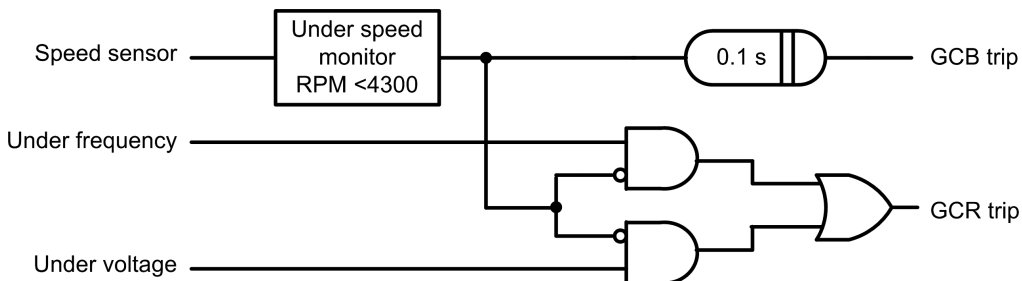 Speed sensor
Under speed
monitor
RPM <4300
0.1 s
GCB trip
Under frequency
GCR trip
Under voltage